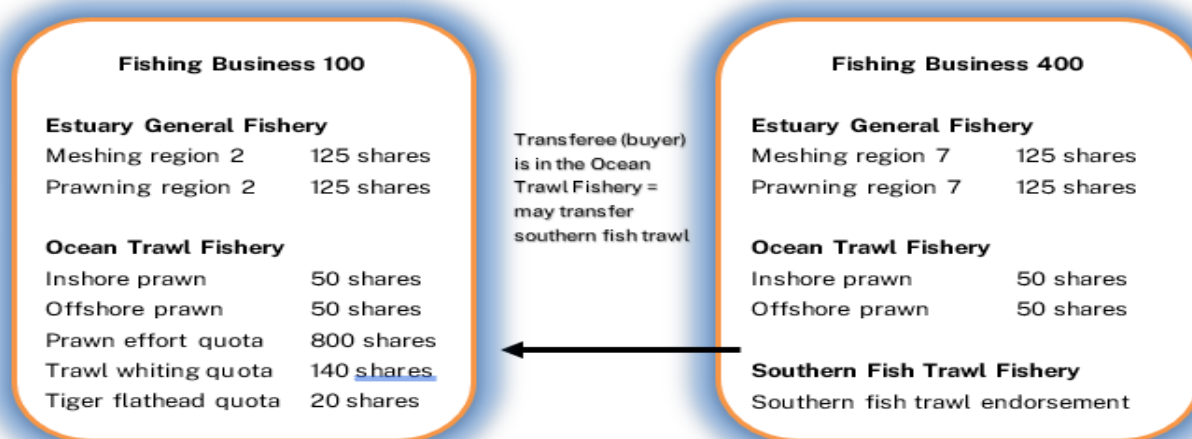 Fishing Business 100
Estuary General Fishery
Meshing region 2 125 shares
Prawning region 2 125 shares
Ocean Trawl Fishery
Inshore prawn 50 shares
Offshore prawn 50 shares
Prawn effort quota 800 shares
Trawl whiting quota 140 shares
Tiger flathead quota 20 shares
Transferee (buyer)
is in the Ocean
Trawl Fishery =
may transfer
southern fish trawl
Fishing Business 400
Estuary General Fishery
Meshing region 7 125 shares
Prawning region 7 125 shares
Ocean Trawl Fishery
Inshore prawn 50 shares
Offshore prawn 50 shares
Southern Fish Trawl Fishery
Southern fish trawl endorsement